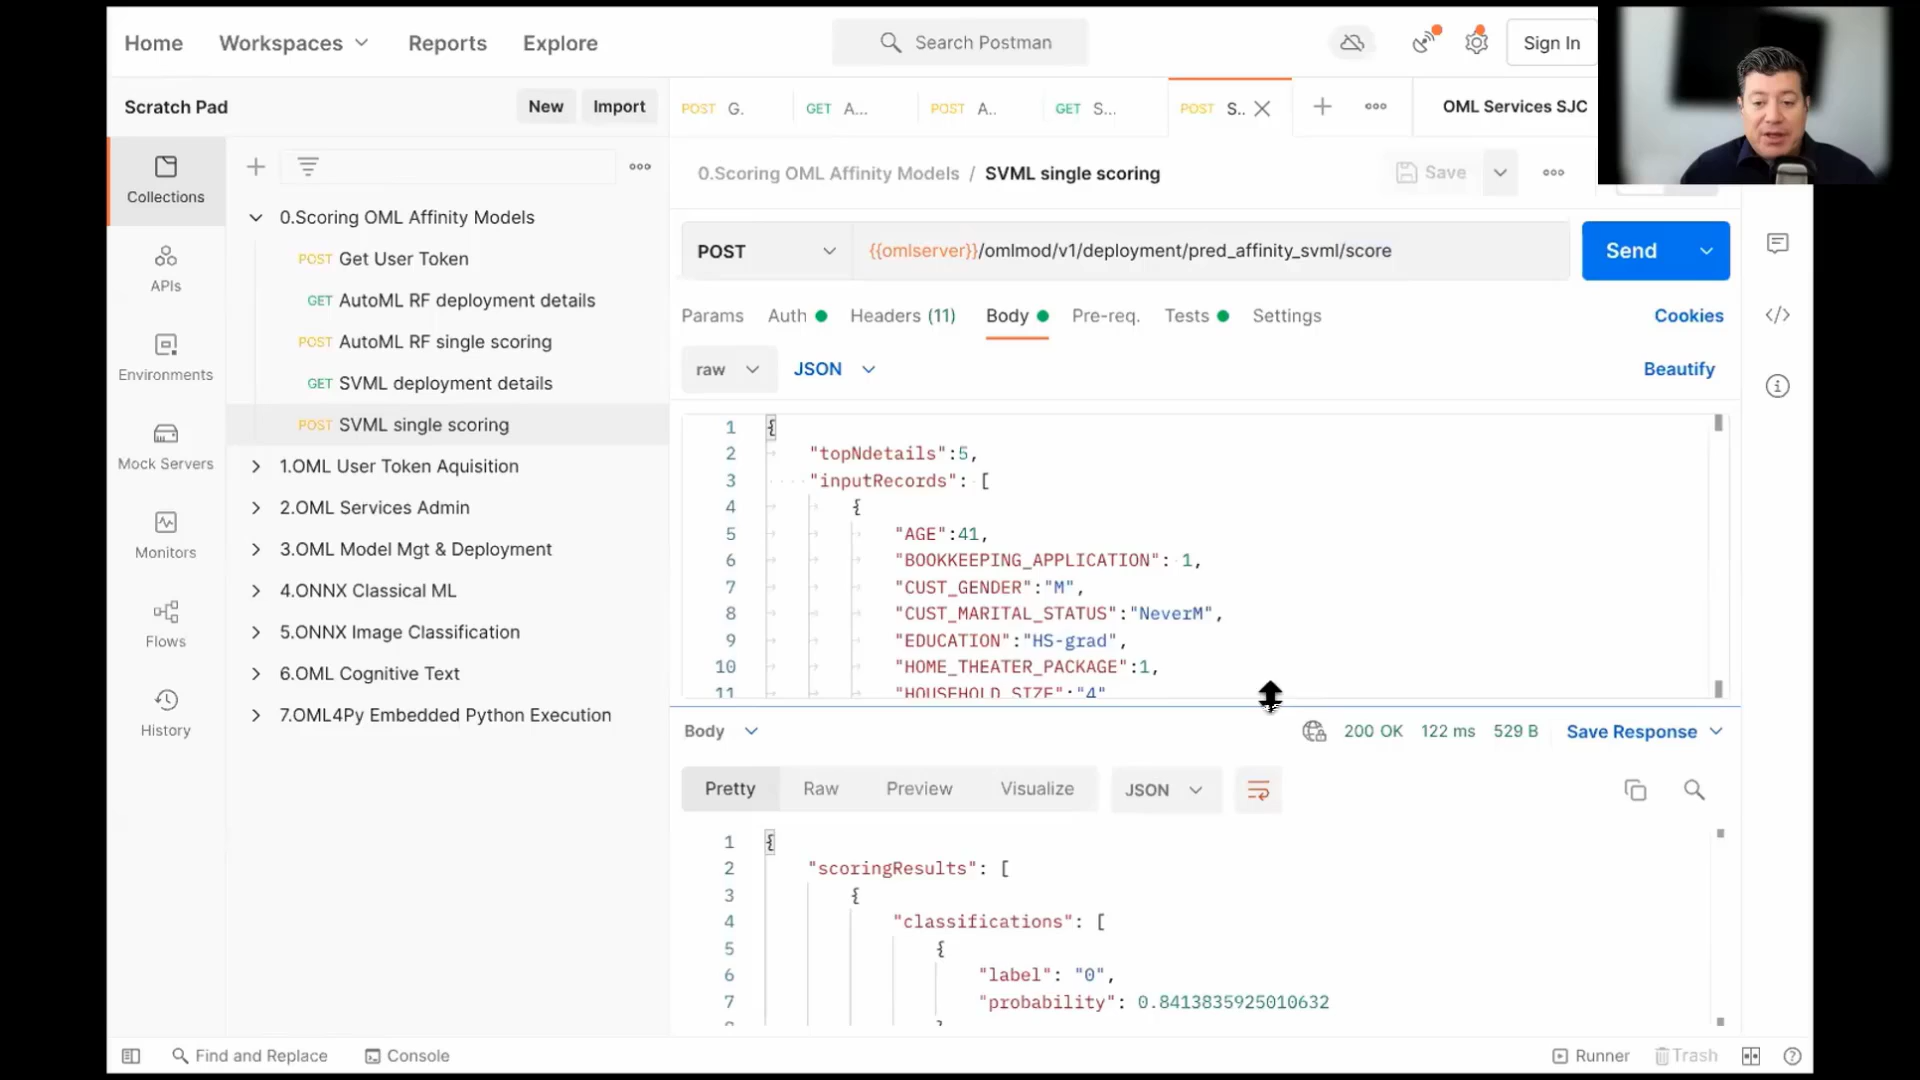 Home Workspaces Reports Explore Search Postman Sign In
Scratch Pad New Import POST G. GET A... POST A.. GET S... POST S.. OML Services SJC
0.Scoring OML Affinity Models / SVML single scoring Save
Collections
APIs
Environments
Mock Servers
Monitors
Flows
History
0.Scoring OML Affinity Models
POST Get User Token
GET AutoML RF deployment details
POST AutoML RF single scoring
GET SVML deployment details
POST SVML single scoring
1.OML User Token Aquisition
2.OML Services Admin
3.OML Model Mgt & Deployment
4.ONNX Classical ML
5.ONNX Image Classification
6.OML Cognitive Text
7.OML4Py Embedded Python Execution
POST {{omlserver}}/omlmod/v1/deployment/pred_affinity_svml/score Send
Params Auth Headers (11) Body Pre-req. Tests Settings Cookies
raw JSON Beautify
1 {
2 "topNdetails":5,
3 "inputRecords": [
4 {
5 "AGE":41,
6 "BOOKKEEPING_APPLICATION": 1,
7 "CUST_GENDER":"M",
8 "CUST_MARITAL_STATUS":"NeverM",
9 "EDUCATION":"HS-grad",
10 "HOME_THEATER_PACKAGE":1,
11 "HOUSEHOLD_SIZE":"4"
Body 200 OK 122 ms 529 B Save Response
Pretty Raw Preview Visualize JSON
1 {
2 "scoringResults": [
3 {
4 "classifications": [
5 {
6 "label": "0",
7 "probability": 0.8413835925010632
Find and Replace Console Runner Trash